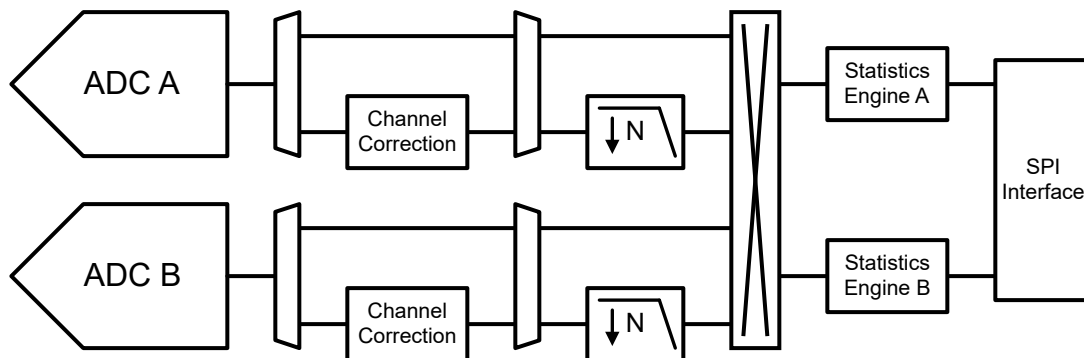 ADC A
Channel
Correction
N
Statistics
Engine A
SPI
Interface
ADC B
Channel
Correction
N
Statistics
Engine B